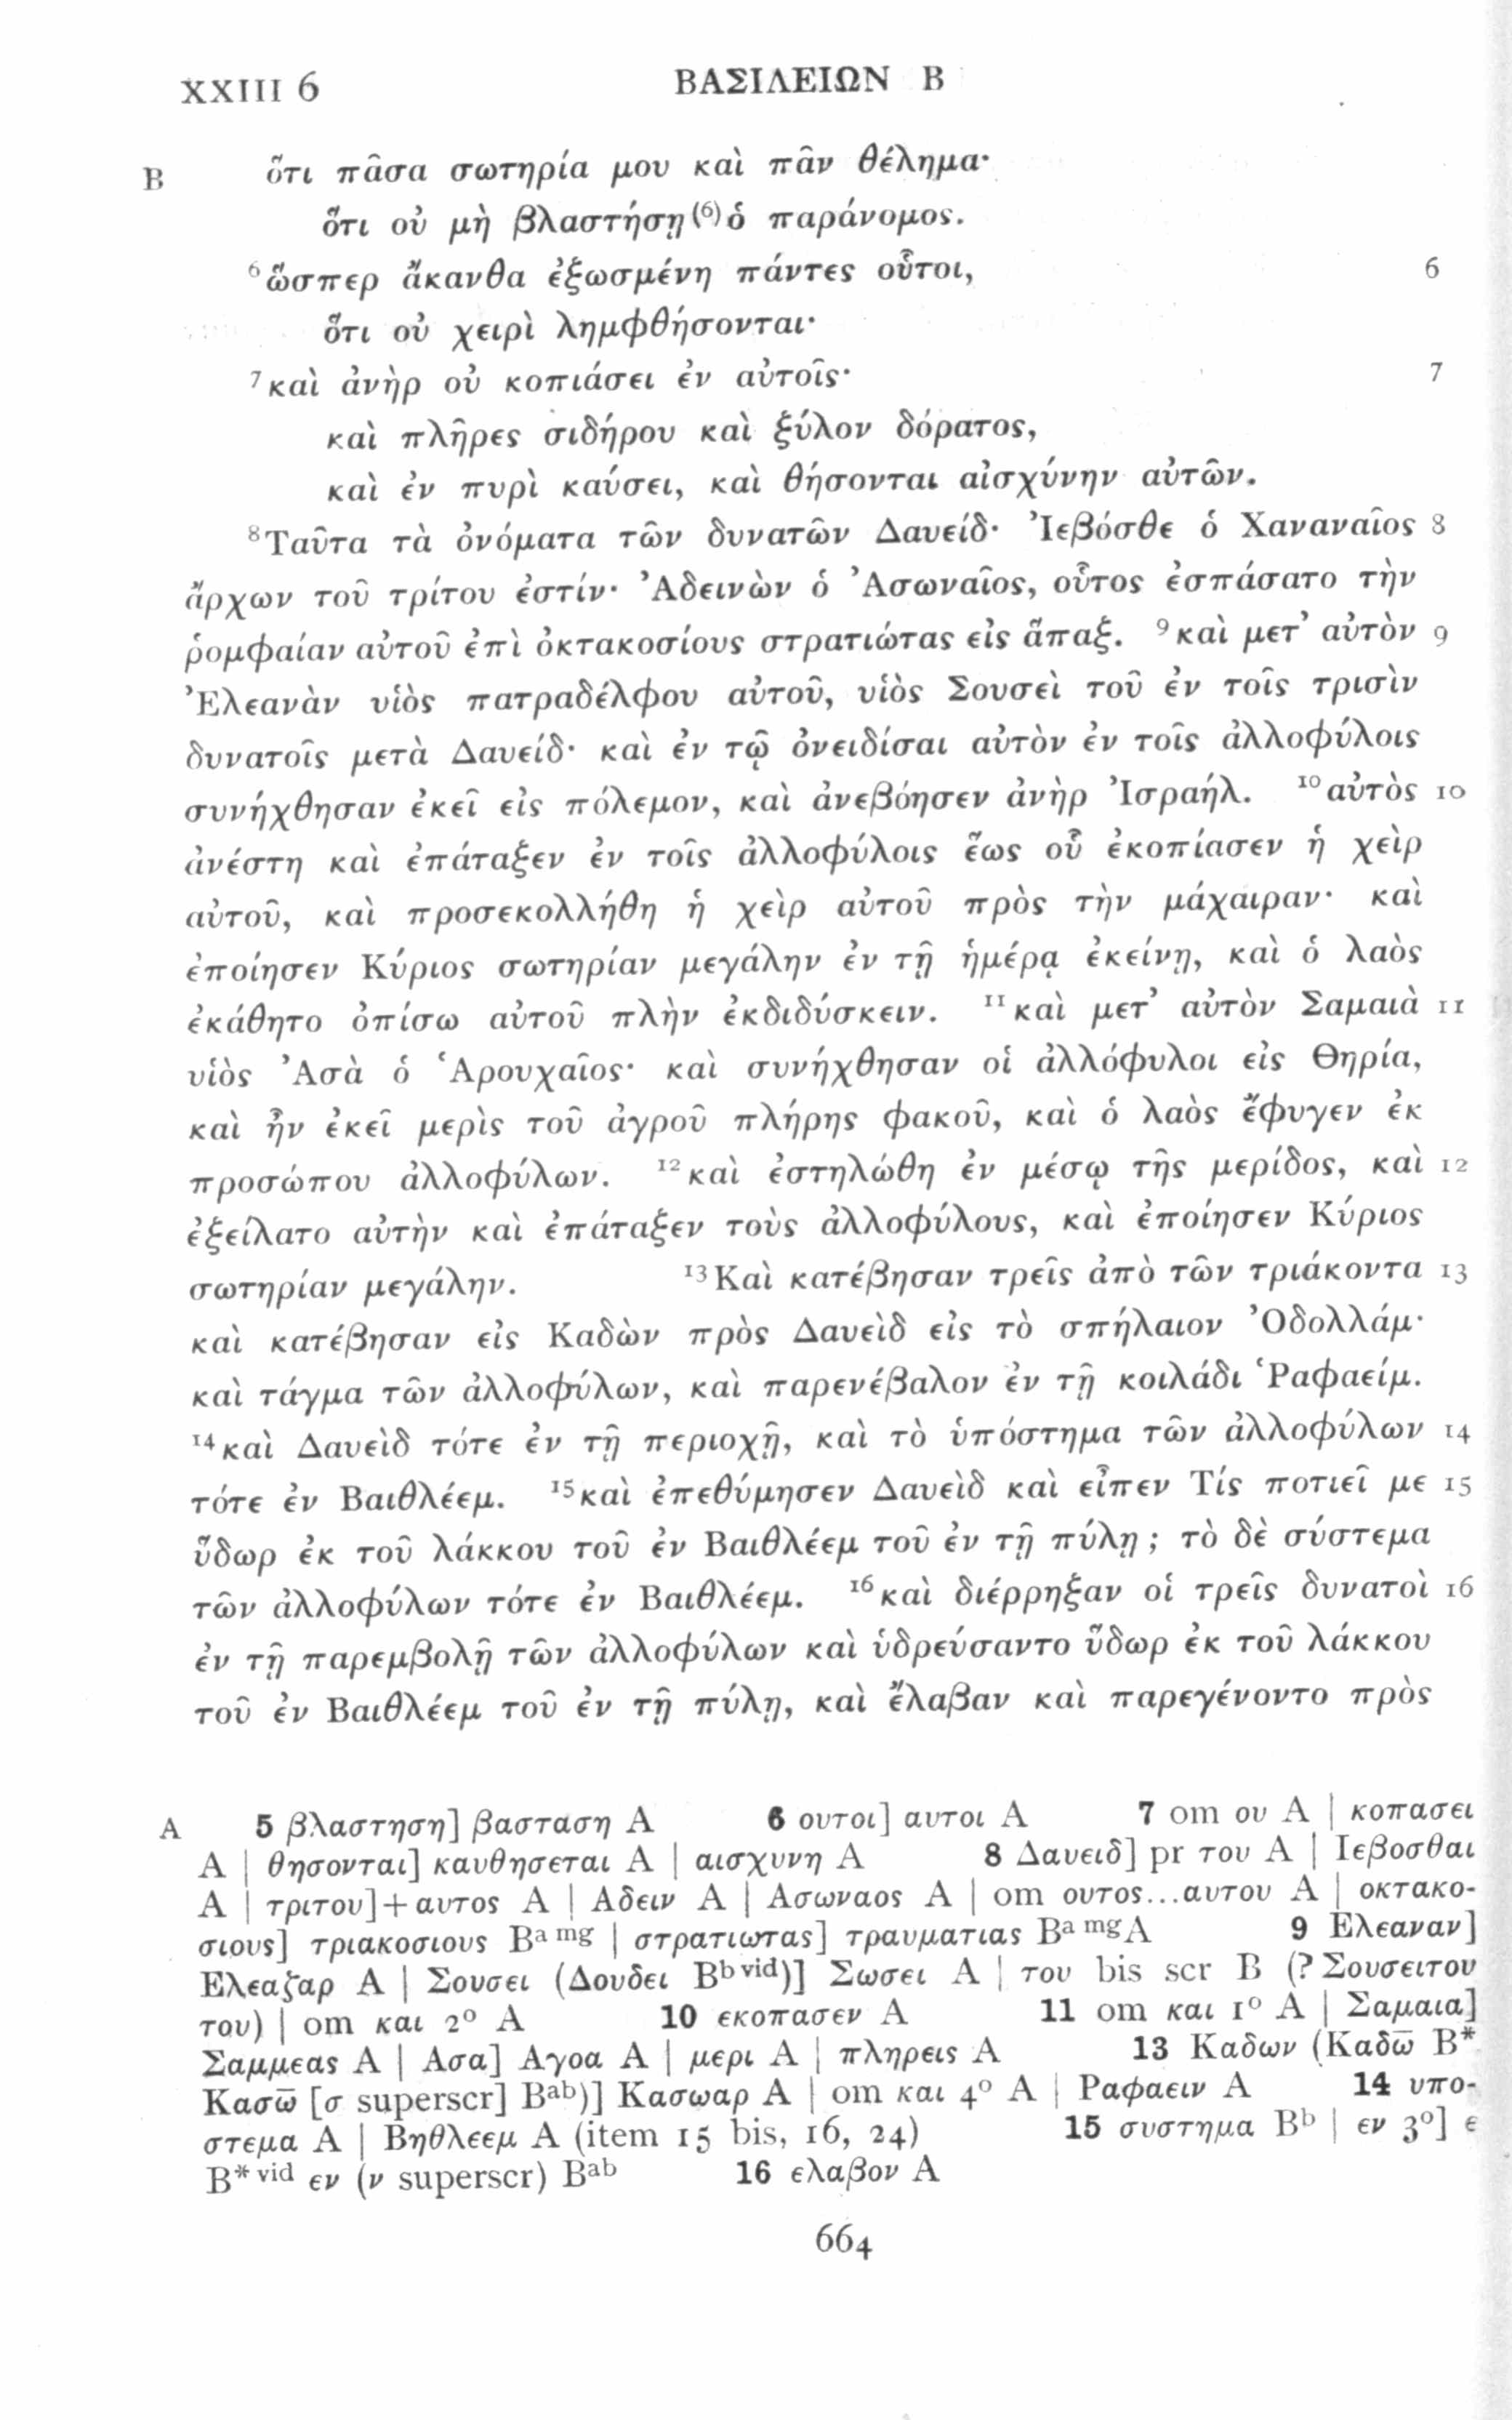 XXIII 6 ΒΑΣΙΛΕΙΩΝ Β
B ὅτι πᾶσα σωτηρία μου καὶ πᾶν θέλημα·
ὅτι οὐ μὴ βλαστήσῃ (6) ὁ παράνομος.
6 ὥσπερ ἄκανθα ἐξωσμένη πάντες οὗτοι, 6
ὅτι οὐ χειρὶ λημφθήσονται·
7 καὶ ἀνὴρ οὐ κοπιάσει ἐν αὐτοῖς· 7
καὶ πλῆρες σιδήρου καὶ ξύλον δόρατος,
καὶ ἐν πυρὶ καύσει, καὶ θήσονται αἰσχύνην αὐτῶν.
8 Ταῦτα τὰ ὀνόματα τῶν δυνατῶν Δαυείδ· Ἰεβόσθε ὁ Χαναναῖος 8
ἄρχων τοῦ τρίτου ἐστίν· Ἀδεινὼν ὁ Ἀσωναῖος, οὗτος ἐσπάσατο τὴν
ῥομφαίαν αὐτοῦ ἐπὶ ὀκτακοσίους στρατιώτας εἰς ἅπαξ. 9 καὶ μετ’ αὐτὸν 9
Ἐλεανὰν υἱὸς πατραδέλφου αὐτοῦ, υἱὸς Σουσεὶ τοῦ ἐν τοῖς τρισὶν
δυνατοῖς μετὰ Δαυείδ· καὶ ἐν τῷ ὀνειδίσαι αὐτὸν ἐν τοῖς ἀλλοφύλοις
συνήχθησαν ἐκεῖ εἰς πόλεμον, καὶ ἀνεβόησεν ἀνὴρ Ἰσραήλ. 10 αὐτὸς 10
ἀνέστη καὶ ἐπάταξεν ἐν τοῖς ἀλλοφύλοις ἕως οὗ ἐκοπίασεν ἡ χεὶρ
αὐτοῦ, καὶ προσεκολλήθη ἡ χεὶρ αὐτοῦ πρὸς τὴν μάχαιραν· καὶ
ἐποίησεν Κύριος σωτηρίαν μεγάλην ἐν τῇ ἡμέρᾳ ἐκείνῃ, καὶ ὁ λαὸς
ἐκάθητο ὀπίσω αὐτοῦ πλὴν ἐκδιδύσκειν. 11 καὶ μετ’ αὐτὸν Σαμαιὰ 11
υἱὸς Ἀσὰ ὁ Ἁρουχαῖος· καὶ συνήχθησαν οἱ ἀλλόφυλοι εἰς Θηρία,
καὶ ἦν ἐκεῖ μερὶς τοῦ ἀγροῦ πλήρης φακοῦ, καὶ ὁ λαὸς ἔφυγεν ἐκ
προσώπου ἀλλοφύλων. 12 καὶ ἐστηλώθη ἐν μέσῳ τῆς μερίδος, καὶ 12
ἐξείλατο αὐτὴν καὶ ἐπάταξεν τοὺς ἀλλοφύλους, καὶ ἐποίησεν Κύριος
σωτηρίαν μεγάλην. 13 Καὶ κατέβησαν τρεῖς ἀπὸ τῶν τριάκοντα 13
καὶ κατέβησαν εἰς Καδὼν πρὸς Δαυεὶδ εἰς τὸ σπήλαιον Ὀδολλάμ·
καὶ τάγμα τῶν ἀλλοφύλων, καὶ παρενέβαλον ἐν τῇ κοιλάδι Ῥαφαείμ.
14 καὶ Δαυεὶδ τότε ἐν τῇ περιοχῇ, καὶ τὸ ὑπόστημα τῶν ἀλλοφύλων 14
τότε ἐν Βαιθλέεμ. 15 καὶ ἐπεθύμησεν Δαυεὶδ καὶ εἶπεν Τίς ποτιεῖ με 15
ὕδωρ ἐκ τοῦ λάκκου τοῦ ἐν Βαιθλέεμ τοῦ ἐν τῇ πύλῃ ; τὸ δὲ σύστεμα
τῶν ἀλλοφύλων τότε ἐν Βαιθλέεμ. 16 καὶ διέρρηξαν οἱ τρεῖς δυνατοὶ 16
ἐν τῇ παρεμβολῇ τῶν ἀλλοφύλων καὶ ὑδρεύσαντο ὕδωρ ἐκ τοῦ λάκκου
τοῦ ἐν Βαιθλέεμ τοῦ ἐν τῇ πύλῃ, καὶ ἔλαβαν καὶ παρεγένοντο πρὸς
A 5 βλαστηση] βασταση A 6 ουτοι] αυτοι A 7 om ου A | κοπασει
A | θησονται] καυθησεται A | αισχυνη A 8 Δαυειδ] pr του A | Ιεβοσθαι
A | τριτου]+αυτος A | Αδειν A | Ασωναος A | om ουτος...αυτου A | οκτακο-
σιους] τριακοσιους Ba mg | στρατιωτας] τραυματιας Ba mg A 9 Ελεαναν]
Ελεαζαρ A | Σουσει (Δουδει Bb vid)] Σωσει A | του bis scr B (? Σουσειτου
του) | om και 2° A 10 εκοπασεν A 11 om και 1° A | Σαμαια]
Σαμμεας A | Ασα] Αγοα A | μερι A | πληρεις A 13 Καδων (Καδω̄ B*
Κασω̄ [σ superscr] Bab)] Κασωαρ A | om και 4° A | Ραφαειν A 14 υπο-
στεμα A | Βηθλεεμ A (item 15 bis, 16, 24) 15 συστημα Bb | εν 3°] ε
B* vid εν (ν superscr) Bab 16 ελαβον A
664